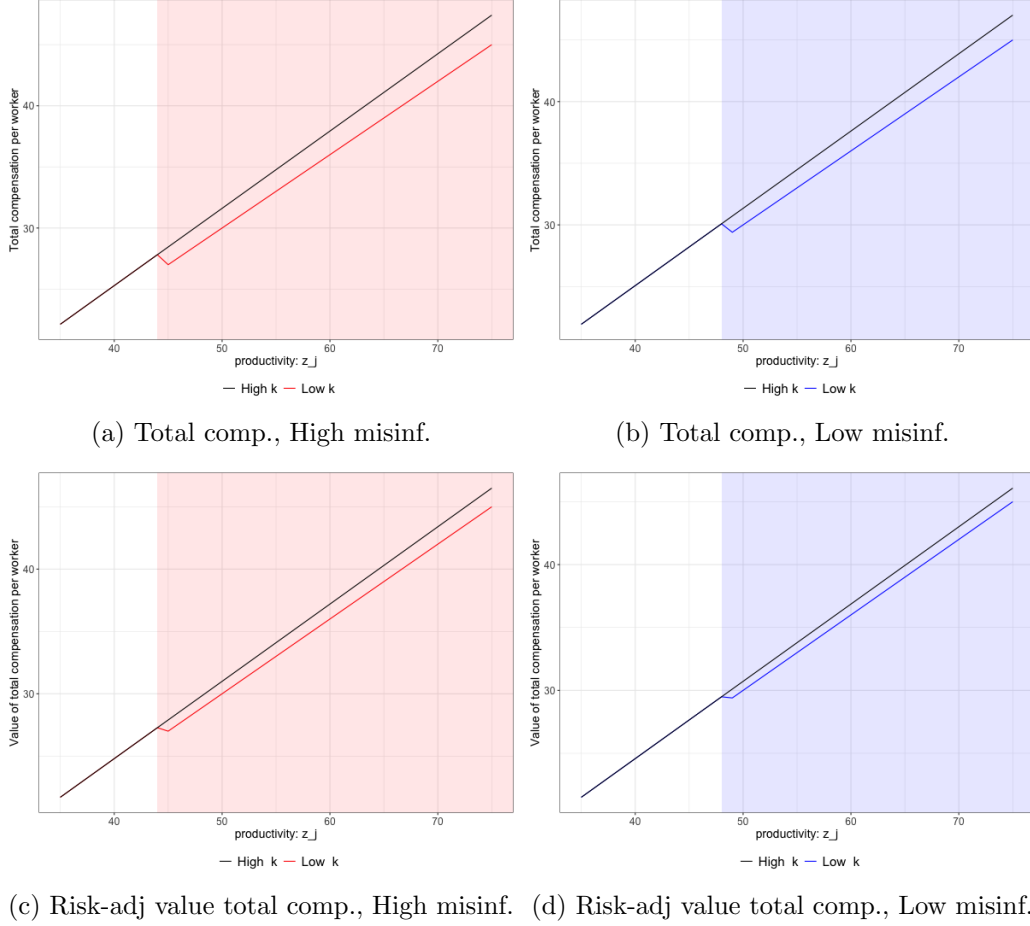 Total compensation per worker
40
30
40 50 60 70
productivity: z_j
High k Low k
(a) Total comp., High misinf.
Total compensation per worker
40
30
40 50 60 70
productivity: z_j
High k Low k
(b) Total comp., Low misinf.
Value of total compensation per worker
40
30
40 50 60 70
productivity: z_j
High k Low k
(c) Risk-adj value total comp., High misinf.
Value of total compensation per worker
40
30
40 50 60 70
productivity: z_j
High k Low k
(d) Risk-adj value total comp., Low misinf.